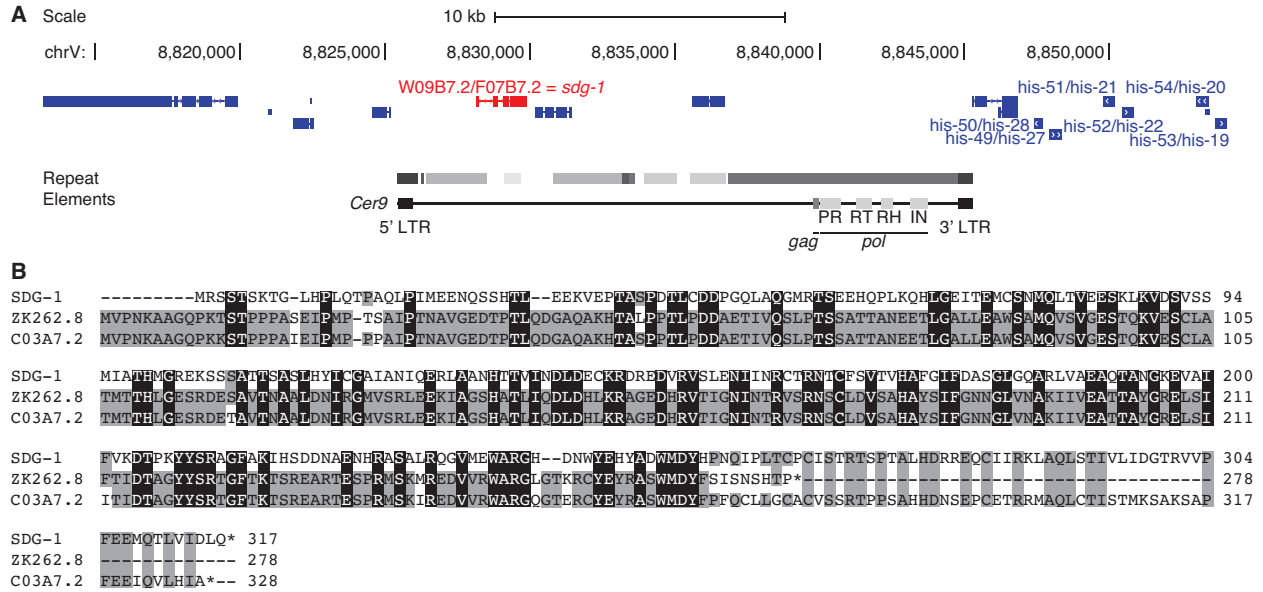 A
Scale
10 kb
chrV:
8,820,000
8,825,000
8,830,000
8,835,000
8,840,000
8,845,000
8,850,000
W09B7.2/F07B7.2 = sdg-1
his-51/his-21
his-54/his-20
his-50/his-28
his-52/his-22
his-49/his-27
his-53/his-19
Repeat
Elements
Cer9
5’ LTR
PR RT RH IN
3’ LTR
gag
pol
B
SDG-1 ---------MRSSTSKTG-LHPLQTPAQLPIMEENQSSHTL--EEKVEPTASPDTLCDDPGQLAQGMRTSEEHQPLKQHLGEITEMCSNMQLTVEESKLKVDSVSS 94
ZK262.8 MVPNKAAGQPKTSTPPPASEIPMP-TSAIPTNAVGEDTPTLQDGAQAKHTALPPTLPDDAETIVQSLPTSSATTANEETLGALLEAWSAMQVSVGESTQKVESCLA 105
C03A7.2 MVPNKAAGQPKKSTPPPAIEIPMP-PPAIPTNAVGEDTPTLQDGAQAKHTASPPTLPDDAETIVQSLPTSSATTANEETLGALLEAWSAMQVSVGESTQKVESCLA 105
SDG-1 MIATHMGREKSSSSATTSASLHYICGAIANIQERLAANHTTVINDLDECKRDREDVRVSLENIINRCTRNTCFSVTVHAFGIFDASGLGQARLVAEAQTANGKEVAI 200
ZK262.8 TMTTHLGESRDESAVTNAALDNIRGMVSRLEEKIAGSHATLIQDLDHLKRAGEDHRVTIGNINTRVSRNSCLDVSAHAYSIFGNNGLVNAKIIVEATTAYGRELSI 211
C03A7.2 TMTTHLGESRDETAVTNAALDNIRGMVSRLEEKIAGSHATLIQDLDHLKRAGEDHRVTIGNINTRVSRNSCLDVSAHAYSIFGNNGLVNAKIIVEATTAYGRELSI 211
SDG-1 FVKDTPKYYSRAGFAKIHSDDNAENHRASALRQGVMEWARGH--DNWYEHYADWMDYHPNQIPLTCPCISTRTSPTALHDRREQCIIRKLAQLSTIVLIDGTRVVP 304
ZK262.8 FTIDTAGYYSRTGFTKTSREARTESPRMSKMREDVVRWARGLGTKRCYEYRASWMDYFSISNSHTP*--------------------------------------- 278
C03A7.2 ITIDTAGYYSRTGFTKTSREARTESPRMSKIREDVVRWARGQGTERCYEYRASWMDYFPFQCLLGCACVSSRTPPSAHHDNSEPCETRRMAQLCTISTMKSAKSAP 317
SDG-1 FEEMQTLVIDLQ* 317
ZK262.8 ------------- 278
C03A7.2 FEEIQVLHIA*-- 328